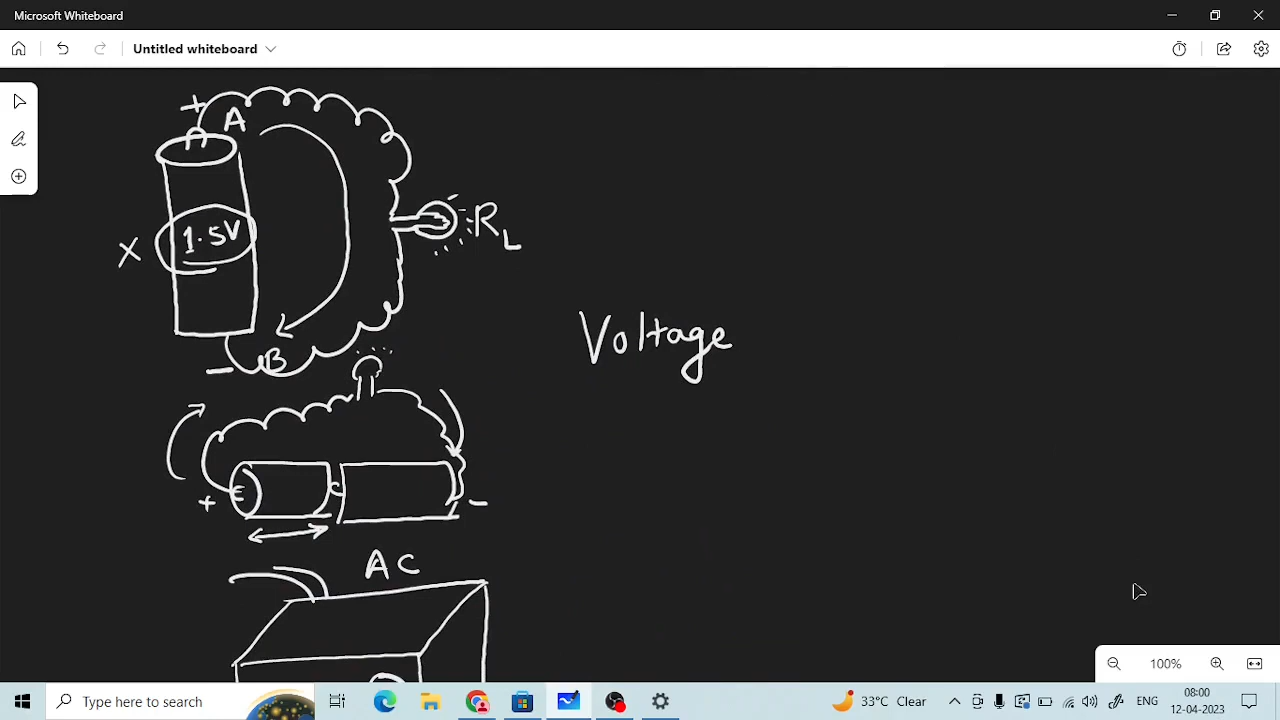 Microsoft Whiteboard
Untitled whiteboard
+
A
1.5V
X
R
L
B
−
Voltage
+
−
AC
100%
Type here to search
33°C Clear
ENG
08:00
12-04-2023